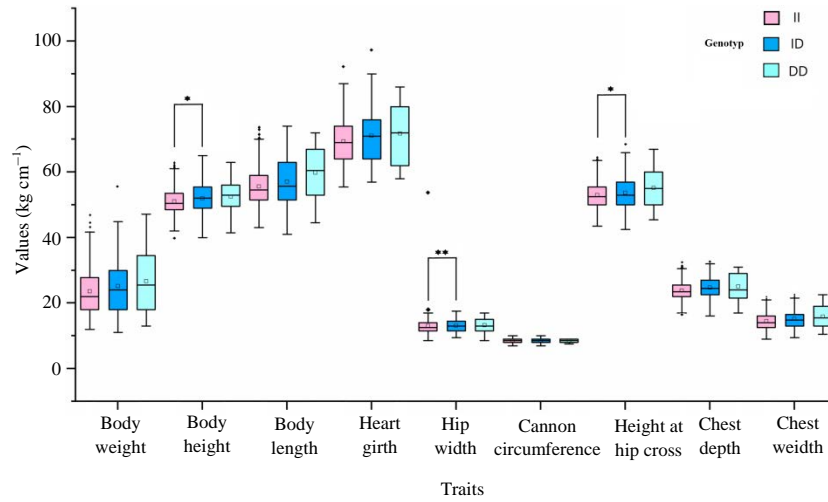 II
Genotyp
ID
DD
Values (kg cm⁻¹)
100
80
60
40
20
0
*
**
*
Body
weight
Body
height
Body
length
Heart
girth
Hip
width
Cannon
circumference
Height at
hip cross
Chest
depth
Chest
weidth
Traits